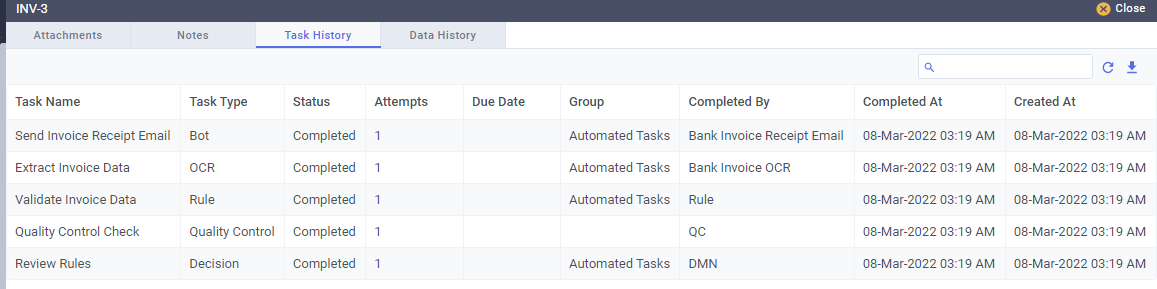 INV-3 Close
Attachments Notes Task History Data History
Task Name Task Type Status Attempts Due Date Group Completed By Completed At Created At
Send Invoice Receipt Email Bot Completed 1 Automated Tasks Bank Invoice Receipt Email 08-Mar-2022 03:19 AM 08-Mar-2022 03:19 AM
Extract Invoice Data OCR Completed 1 Automated Tasks Bank Invoice OCR 08-Mar-2022 03:19 AM 08-Mar-2022 03:19 AM
Validate Invoice Data Rule Completed 1 Automated Tasks Rule 08-Mar-2022 03:19 AM 08-Mar-2022 03:19 AM
Quality Control Check Quality Control Completed 1 QC 08-Mar-2022 03:19 AM 08-Mar-2022 03:19 AM
Review Rules Decision Completed 1 Automated Tasks DMN 08-Mar-2022 03:19 AM 08-Mar-2022 03:19 AM